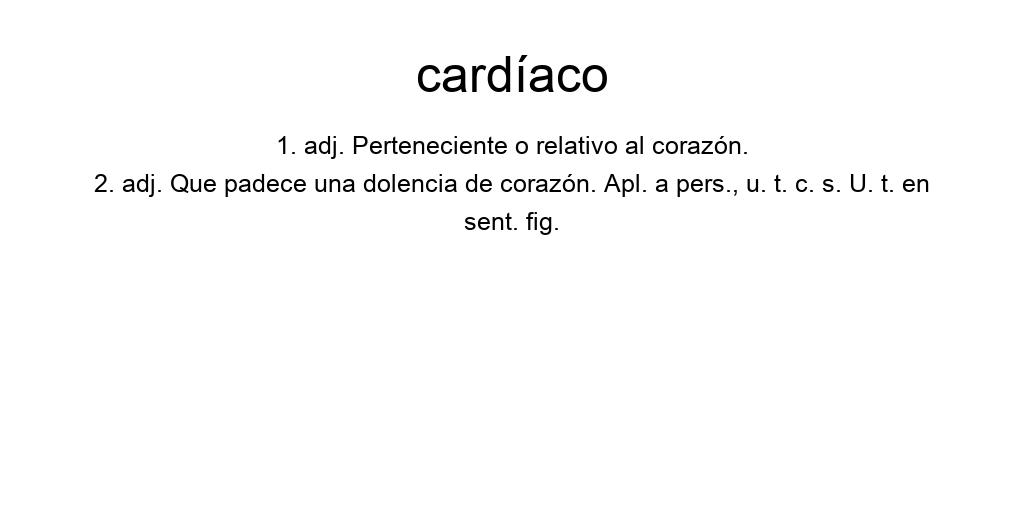 cardíaco
1. adj. Perteneciente o relativo al corazón.
2. adj. Que padece una dolencia de corazón. Apl. a pers., u. t. c. s. U. t. en
sent. fig.